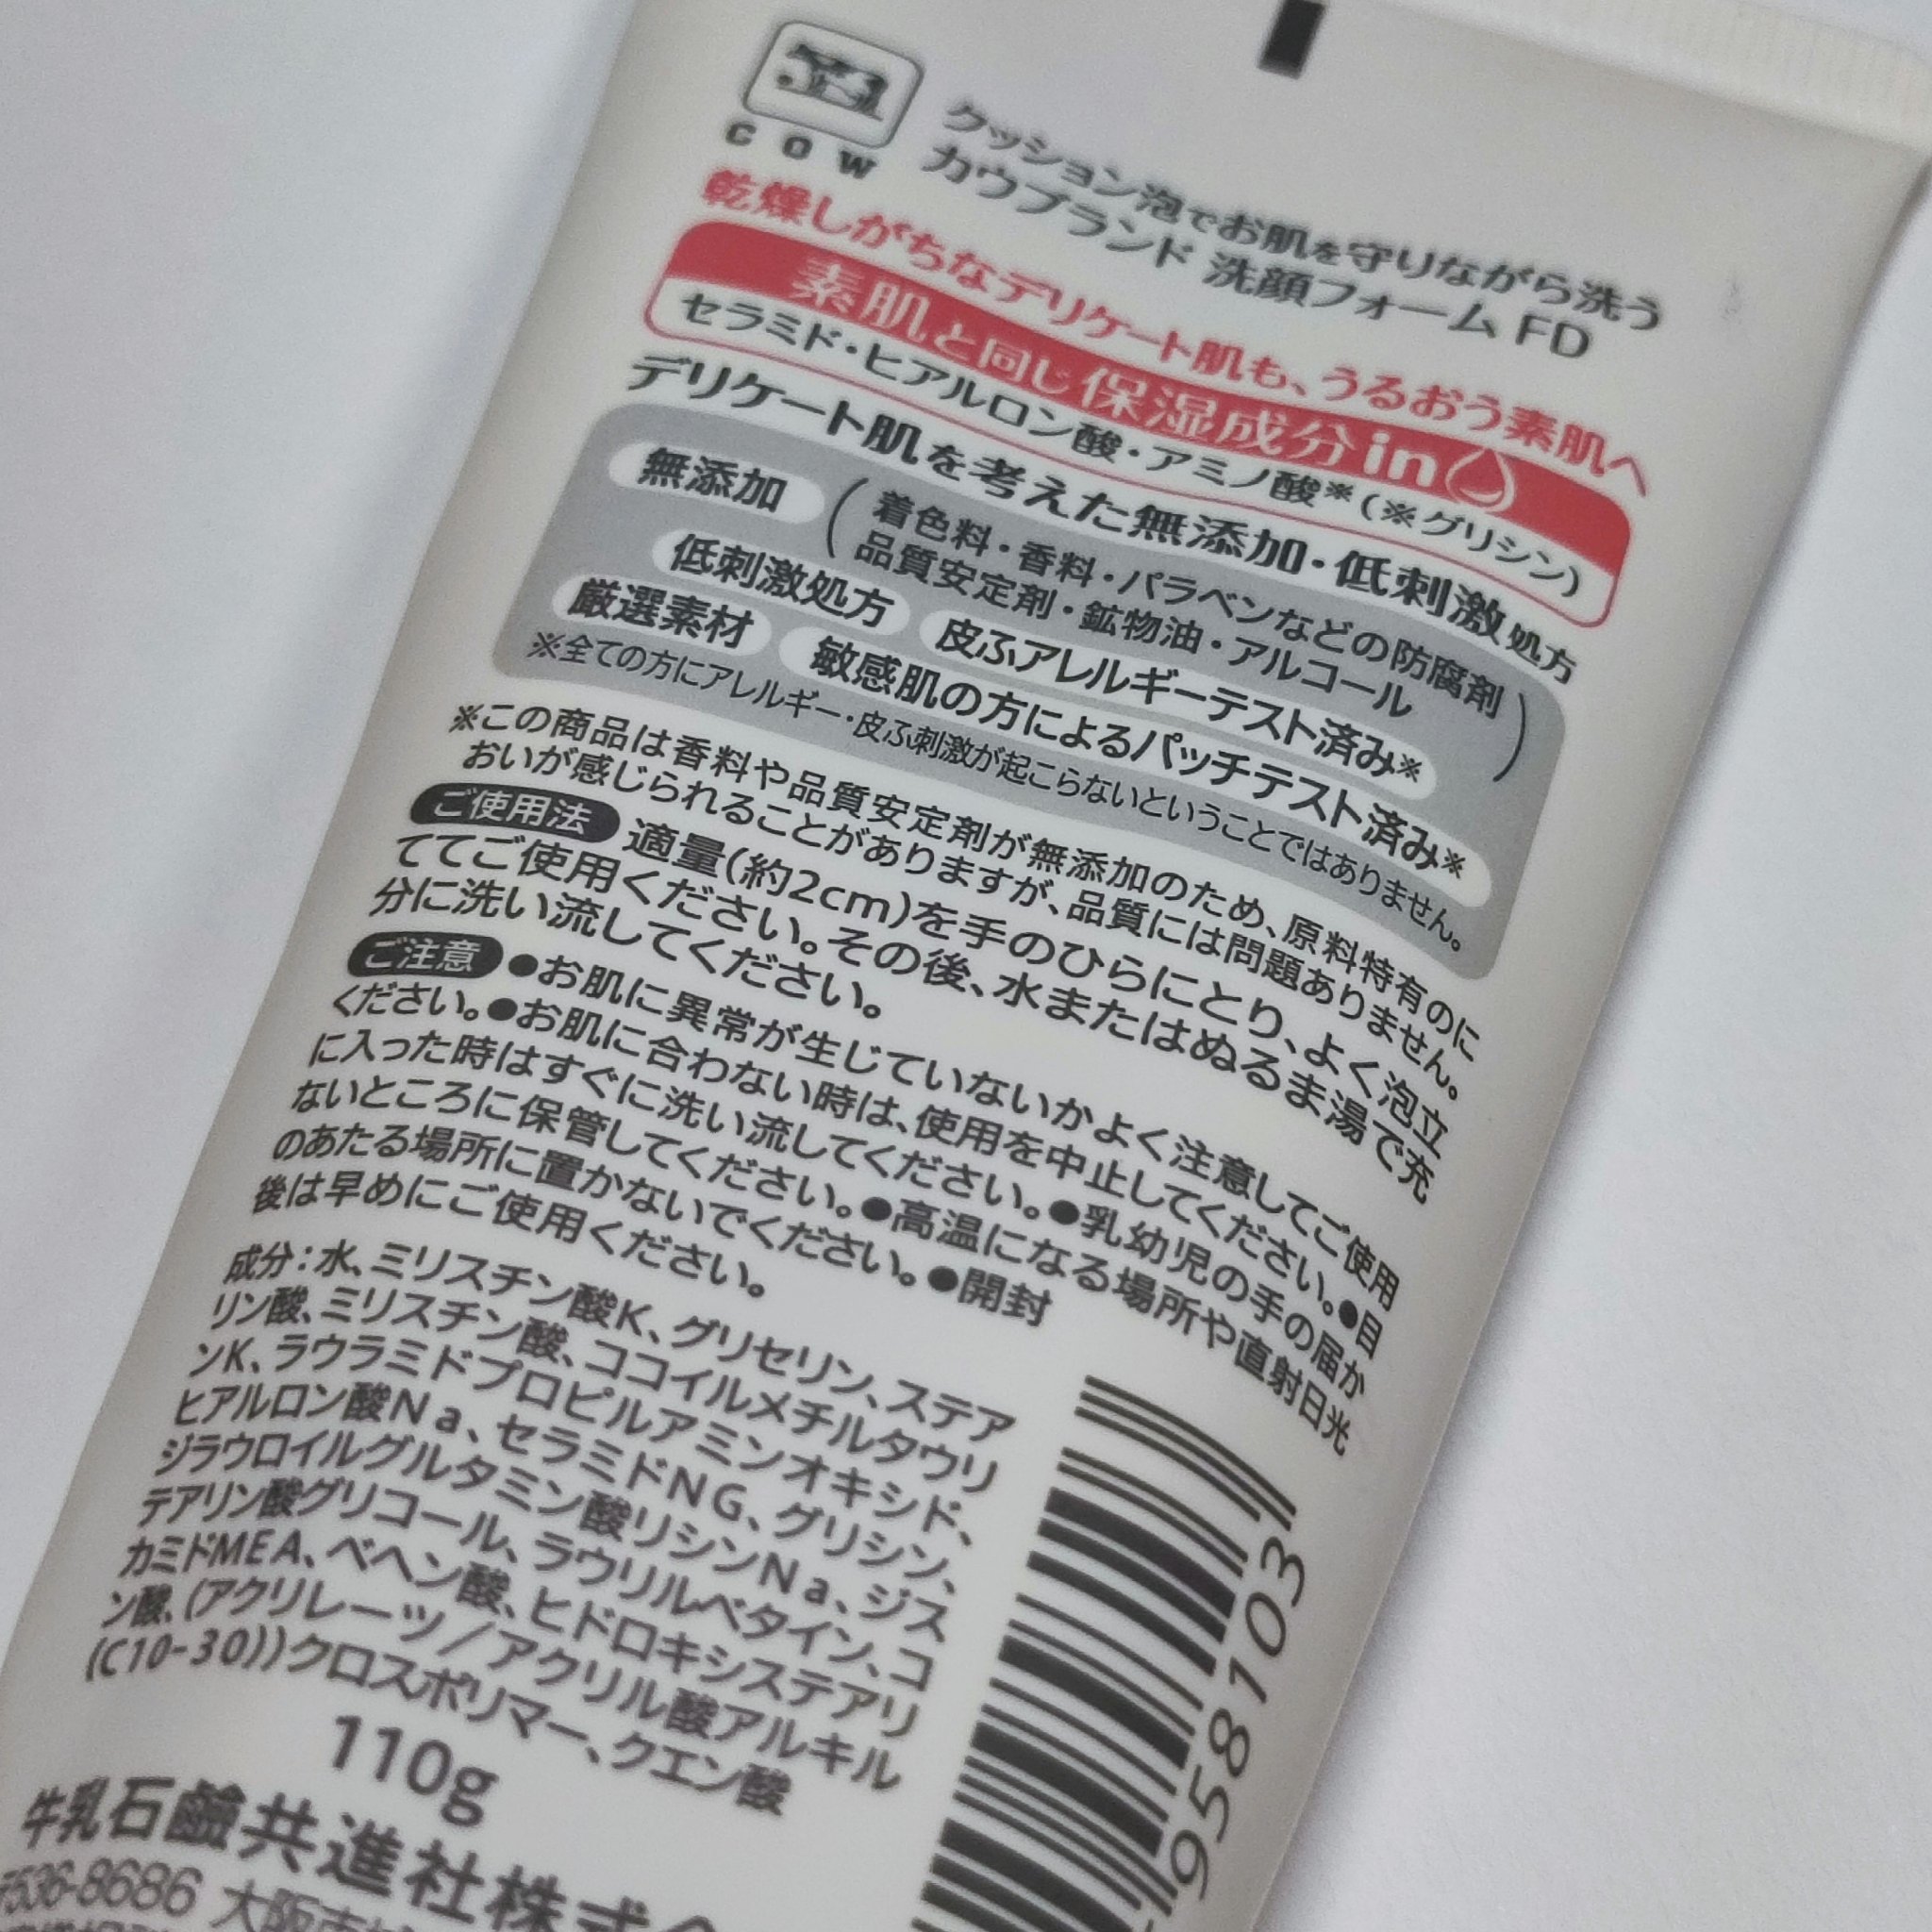 COW
クッション泡でお肌を守りながら洗う
カウブランド 洗顔フォーム FD
乾燥しがちなデリケート肌も、うるおう素肌へ
素肌と同じ保湿成分in
セラミド・ヒアルロン酸・アミノ酸※(※グリシン)
デリケート肌を考えた無添加・低刺激処方
無添加
(着色料・香料・パラベンなどの防腐剤
品質安定剤・鉱物油・アルコール)
低刺激処方 皮ふアレルギーテスト済み※
厳選素材 敏感肌の方によるパッチテスト済み※
※全ての方にアレルギー・皮ふ刺激が起こらないということではありません。
※この商品は香料や品質安定剤が無添加のため、原料特有のに
おいが感じられることがありますが、品質には問題ありません。
ご使用法 適量(約2cm)を手のひらにとり、よく泡立
ててご使用ください。その後、水またはぬるま湯で充
分に洗い流してください。
ご注意 ●お肌に異常が生じていないかよく注意してご使用
ください。●お肌に合わない時は、使用を中止してください。●目
に入った時はすぐに洗い流してください。●乳幼児の手の届か
ないところに保管してください。●高温になる場所や直射日光
のあたる場所に置かないでください。●開封
後は早めにご使用ください。
成分:水、ミリスチン酸K、グリセリン、ステア
リン酸、ミリスチン酸、ココイルメチルタウリ
ンK、ラウラミドプロピルアミンオキシド、
ヒアルロン酸Na、セラミドNG、グリシン、
ジラウロイルグルタミン酸リシンNa、ジス
テアリン酸グリコール、ラウリルベタイン、コ
カミドMEA、ベヘン酸、ヒドロキシステアリ
ン酸、(アクリレーツ/アクリル酸アルキル
(C10-30))クロスポリマー、クエン酸
110g
牛乳石鹼共進社株式
〒536-8686 大阪市
958103